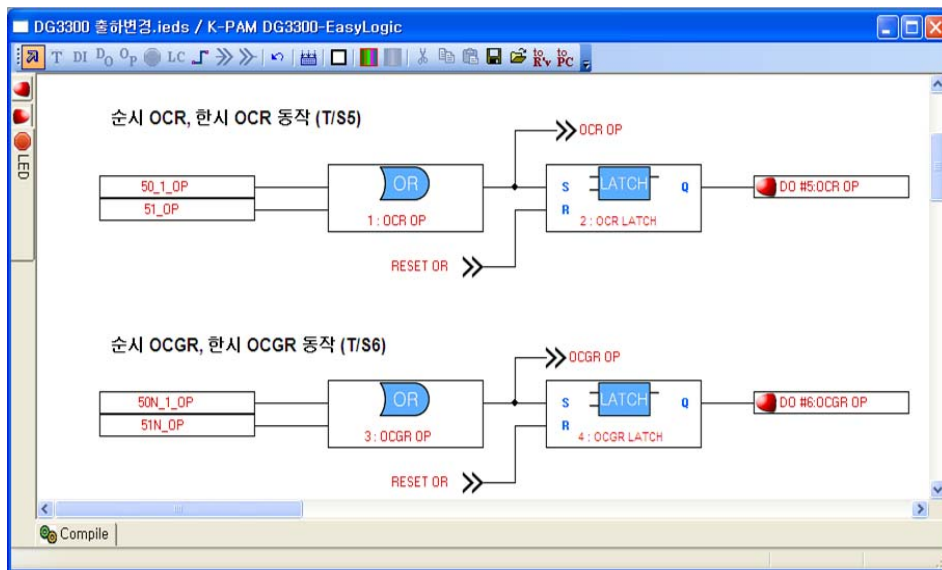 DG3300 출하변경.ieds / K-PAM DG3300-EasyLogic
T DI DO OP LC to R'v to PC
LED
순시 OCR, 한시 OCR 동작 (T/S5)
OCR OP
50_1_OP
51_OP
OR
1 : OCR OP
S LATCH Q
R
2 : OCR LATCH
DO #5:OCR OP
RESET OR
순시 OCGR, 한시 OCGR 동작 (T/S6)
OCGR OP
50N_1_OP
51N_OP
OR
3 : OCGR OP
S LATCH Q
R
4 : OCGR LATCH
DO #6:OCGR OP
RESET OR
Compile